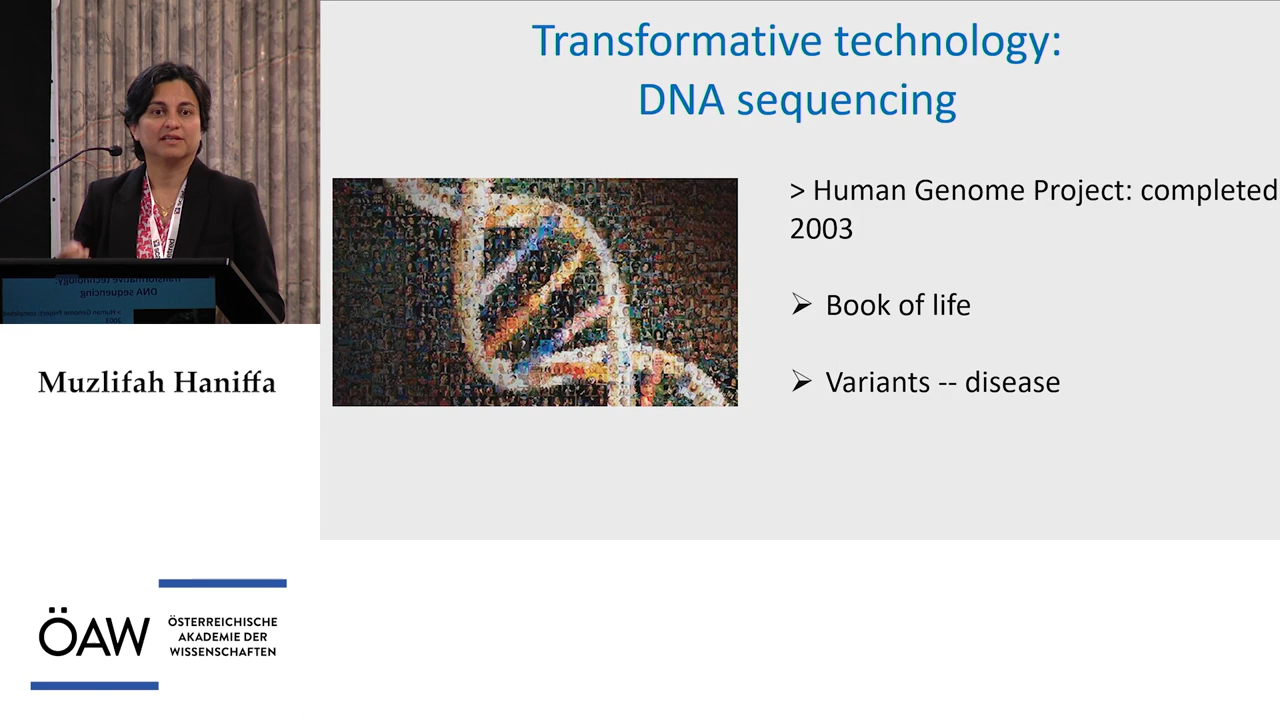 Transformative technology:
DNA sequencing
> Human Genome Project: completed
2003
➢ Book of life
➢ Variants -- disease
Muzlifah Haniffa
ÖAW
ÖSTERREICHISCHE
AKADEMIE DER
WISSENSCHAFTEN